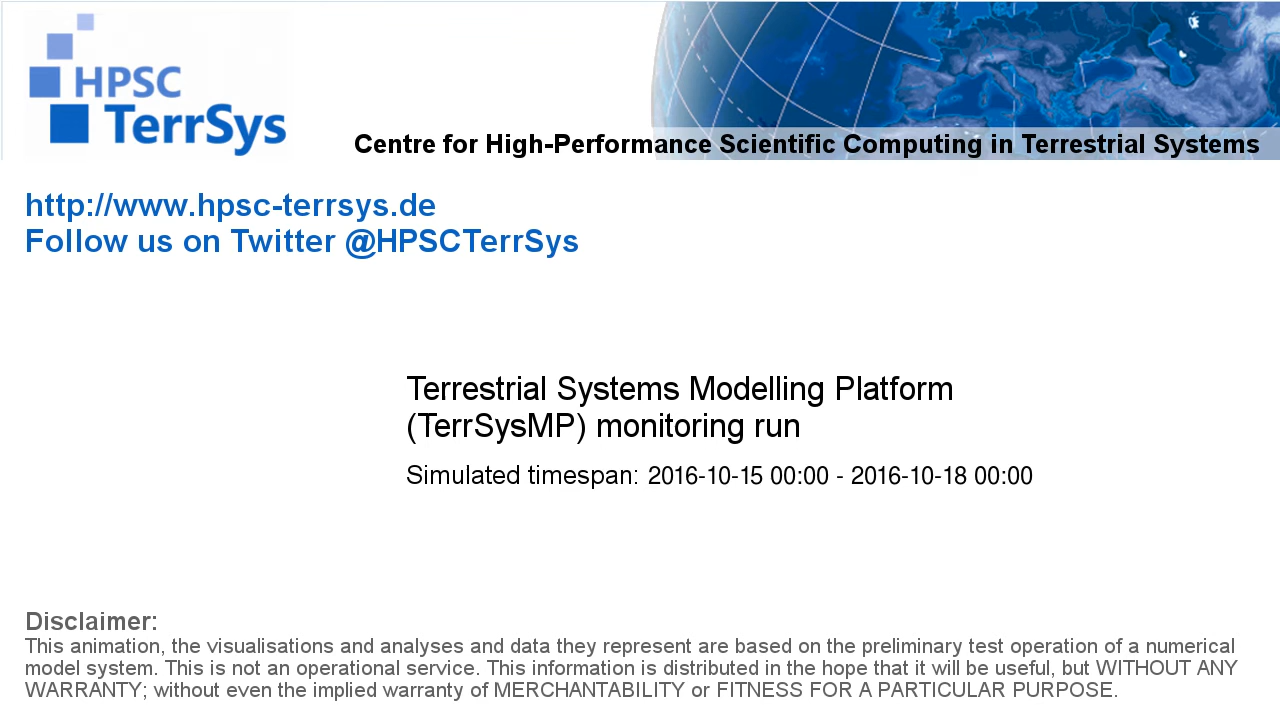 HPSC
TerrSys
Centre for High-Performance Scientific Computing in Terrestrial Systems
http://www.hpsc-terrsys.de
Follow us on Twitter @HPSCTerrSys
Terrestrial Systems Modelling Platform
(TerrSysMP) monitoring run
Simulated timespan: 2016-10-15 00:00 - 2016-10-18 00:00
Disclaimer:
This animation, the visualisations and analyses and data they represent are based on the preliminary test operation of a numerical
model system. This is not an operational service. This information is distributed in the hope that it will be useful, but WITHOUT ANY
WARRANTY; without even the implied warranty of MERCHANTABILITY or FITNESS FOR A PARTICULAR PURPOSE.